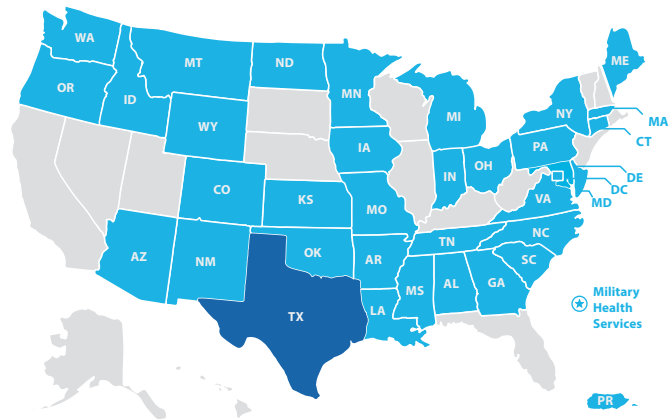 WA
MT
ND
MN
ME
OR
ID
WY
MI
NY
MA
CT
IA
PA
OH
IN
DE
DC
MD
CO
KS
MO
VA
NC
TN
SC
AZ
NM
OK
AR
MS
AL
GA
LA
TX
Military
Health
Services
PR